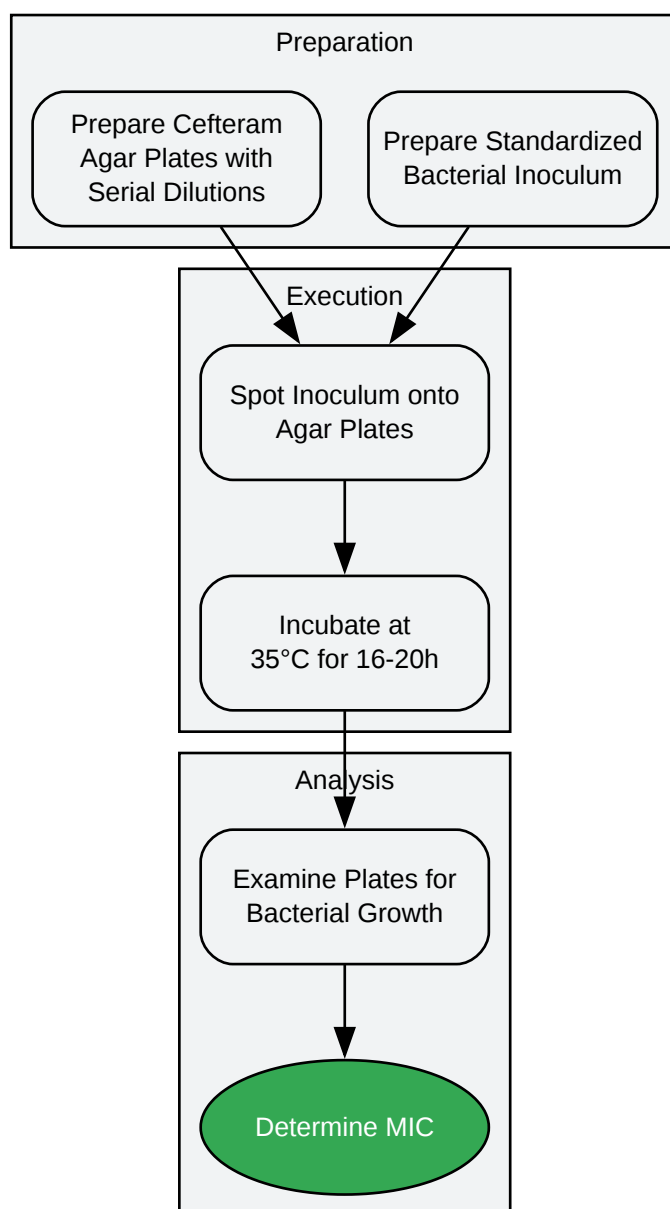 Preparation
Prepare Cefteram
Agar Plates with
Serial Dilutions
Prepare Standardized
Bacterial Inoculum
Execution
Spot Inoculum onto
Agar Plates
Incubate at
35°C for 16-20h
Analysis
Examine Plates for
Bacterial Growth
Determine MIC